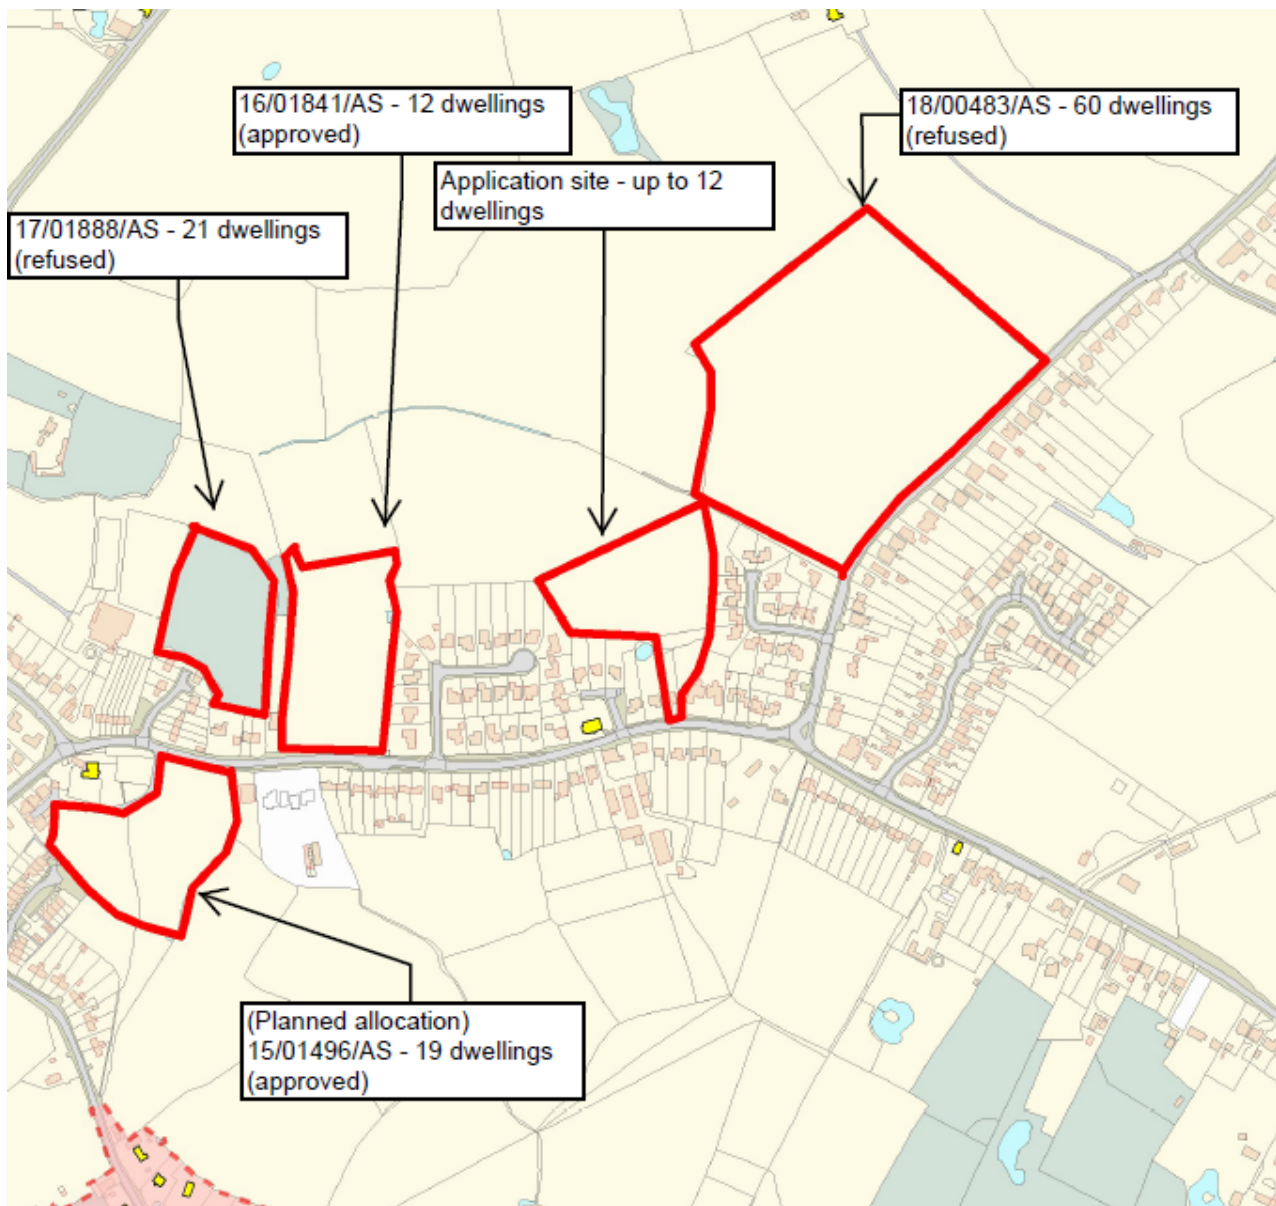 16/01841/AS - 12 dwellings
(approved)
18/00483/AS - 60 dwellings
(refused)
Application site - up to 12
dwellings
17/01888/AS - 21 dwellings
(refused)
(Planned allocation)
15/01496/AS - 19 dwellings
(approved)